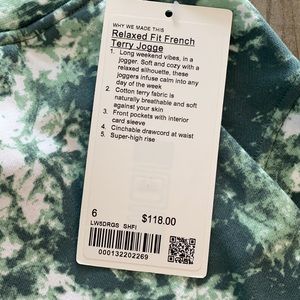 WHY WE MADE THIS
Relaxed Fit French
Terry Jogge
1. Long weekend vibes, in a
jogger. Soft and cozy with a
relaxed silhouette, these
joggers infuse calm into any
day of the week
2. Cotton terry fabric is
naturally breathable and soft
against your skin
3. Front pockets with interior
card sleeve
4. Cinchable drawcord at waist
5. Super-high rise
6 $118.00
LW5DRGS SHFI
000132202269